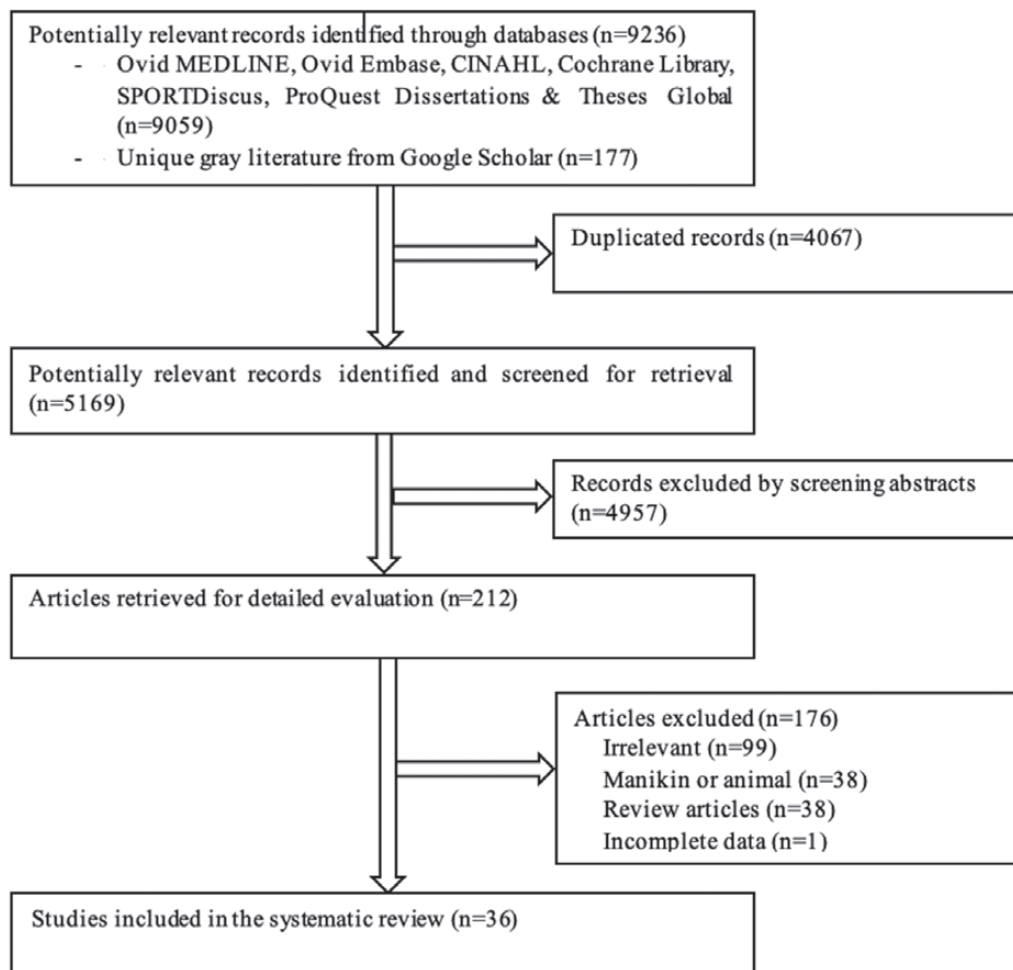 Potentially relevant records identified through databases (n=9236)
- Ovid MEDLINE, Ovid Embase, CINAHL, Cochrane Library,
SPORTDiscus, ProQuest Dissertations & Theses Global
(n=9059)
- Unique gray literature from Google Scholar (n=177)
Duplicated records (n=4067)
Potentially relevant records identified and screened for retrieval
(n=5169)
Records excluded by screening abstracts
(n=4957)
Articles retrieved for detailed evaluation (n=212)
Articles excluded (n=176)
Irrelevant (n=99)
Manikin or animal (n=38)
Review articles (n=38)
Incomplete data (n=1)
Studies included in the systematic review (n=36)